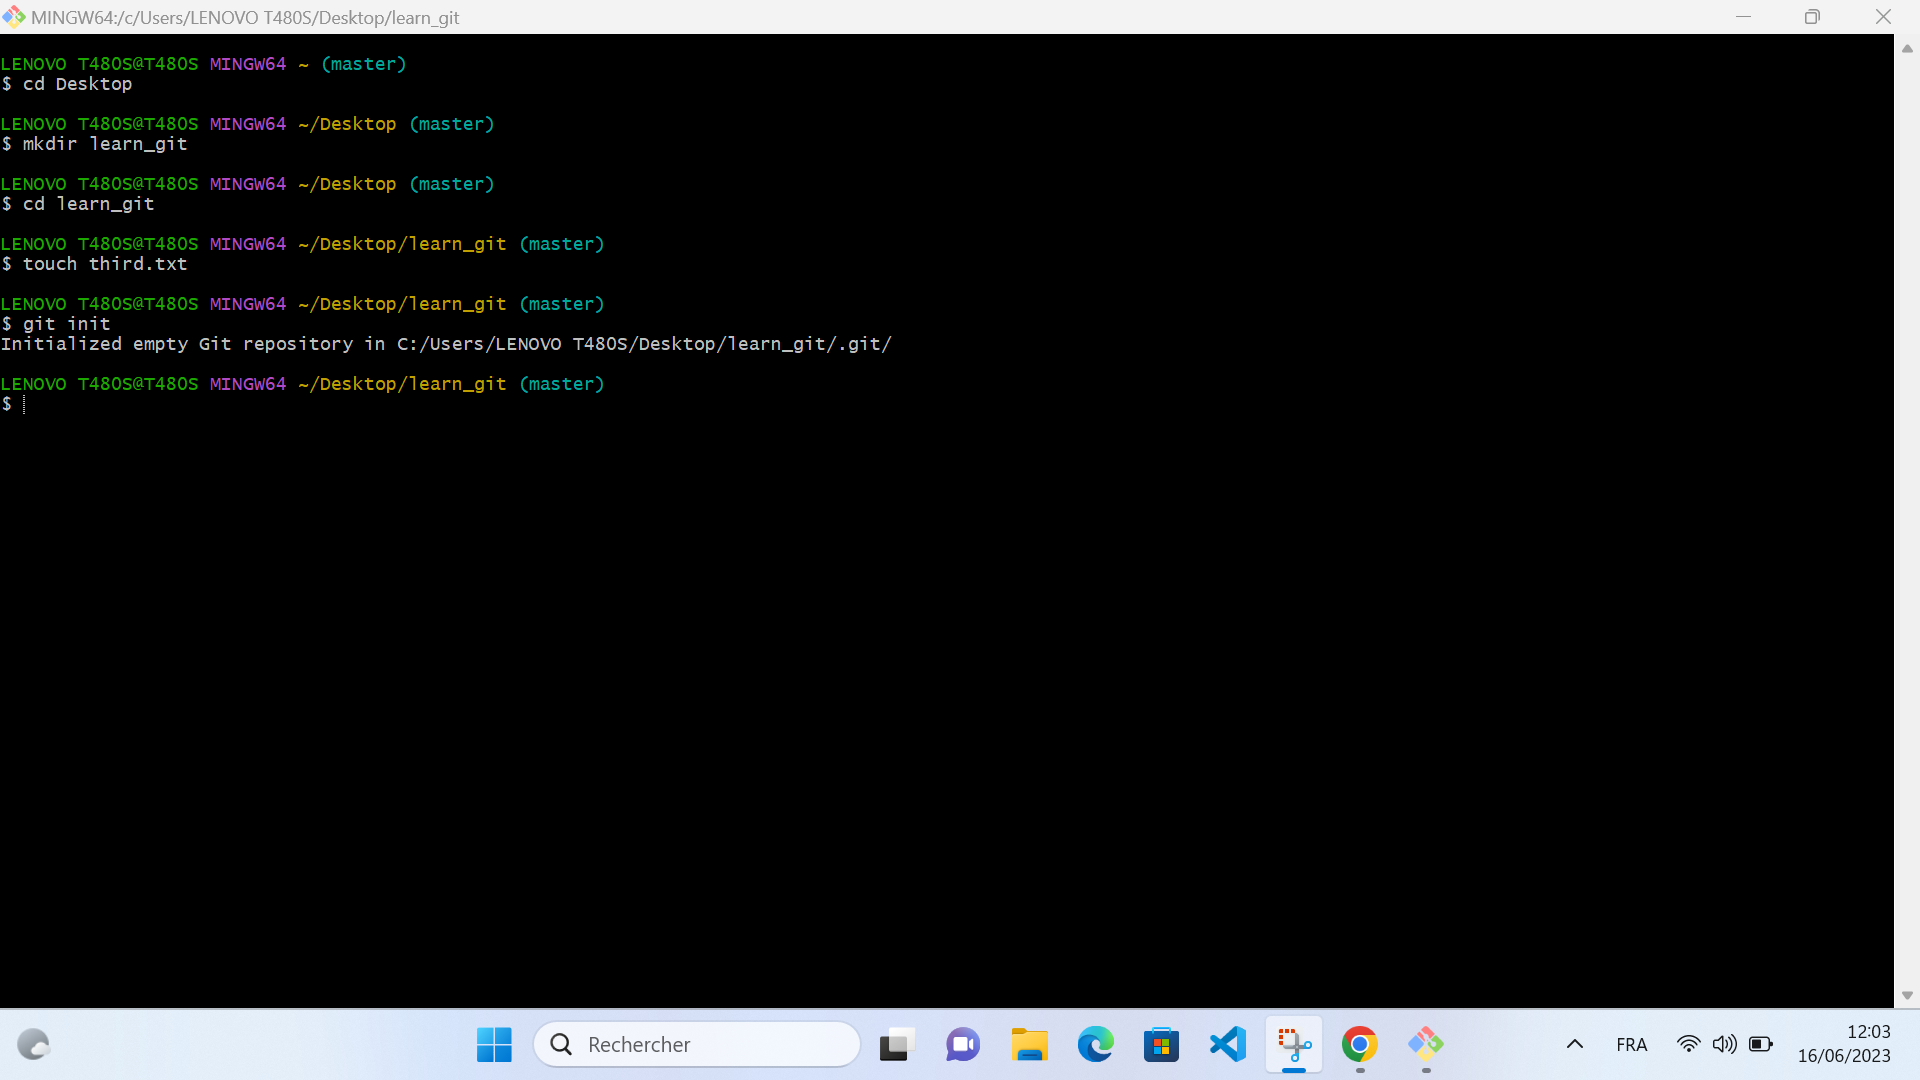 MINGW64:/c/Users/LENOVO T480S/Desktop/learn_git
LENOVO T480S@T480S MINGW64 ~ (master)
$ cd Desktop
LENOVO T480S@T480S MINGW64 ~/Desktop (master)
$ mkdir learn_git
LENOVO T480S@T480S MINGW64 ~/Desktop (master)
$ cd learn_git
LENOVO T480S@T480S MINGW64 ~/Desktop/learn_git (master)
$ touch third.txt
LENOVO T480S@T480S MINGW64 ~/Desktop/learn_git (master)
$ git init
Initialized empty Git repository in C:/Users/LENOVO T480S/Desktop/learn_git/.git/
LENOVO T480S@T480S MINGW64 ~/Desktop/learn_git (master)
$
Rechercher
FRA
12:03
16/06/2023